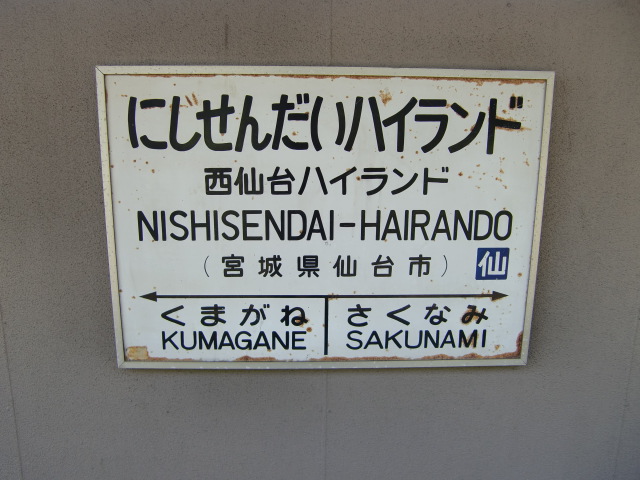 にしせんだいハイランド
西仙台ハイランド
NISHISENDAI-HAIRANDO
(宮城県仙台市) 仙
くまがね さくなみ
KUMAGANE SAKUNAMI